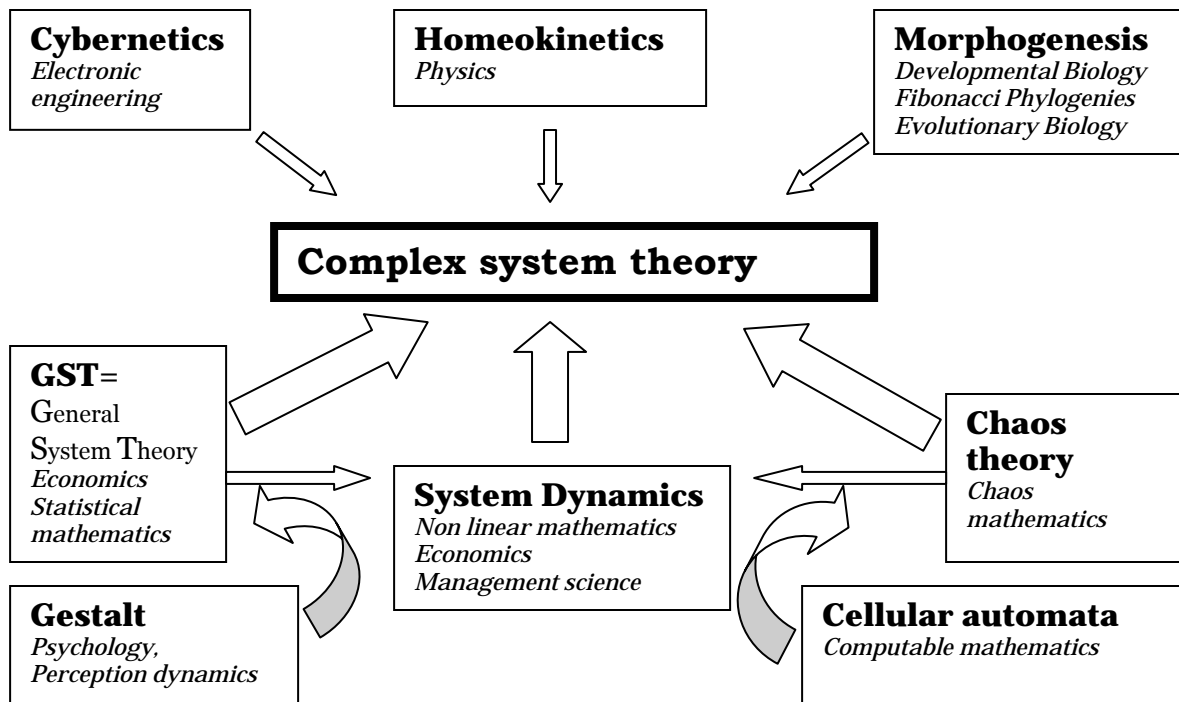 Cybernetics
Electronic
engineering
Homeokinetics
Physics
Morphogenesis
Developmental Biology
Fibonacci Phylogenies
Evolutionary Biology
Complex system theory
GST=
General
System Theory
Economics
Statistical
mathematics
System Dynamics
Non linear mathematics
Economics
Management science
Chaos
theory
Chaos
mathematics
Gestalt
Psychology,
Perception dynamics
Cellular automata
Computable mathematics